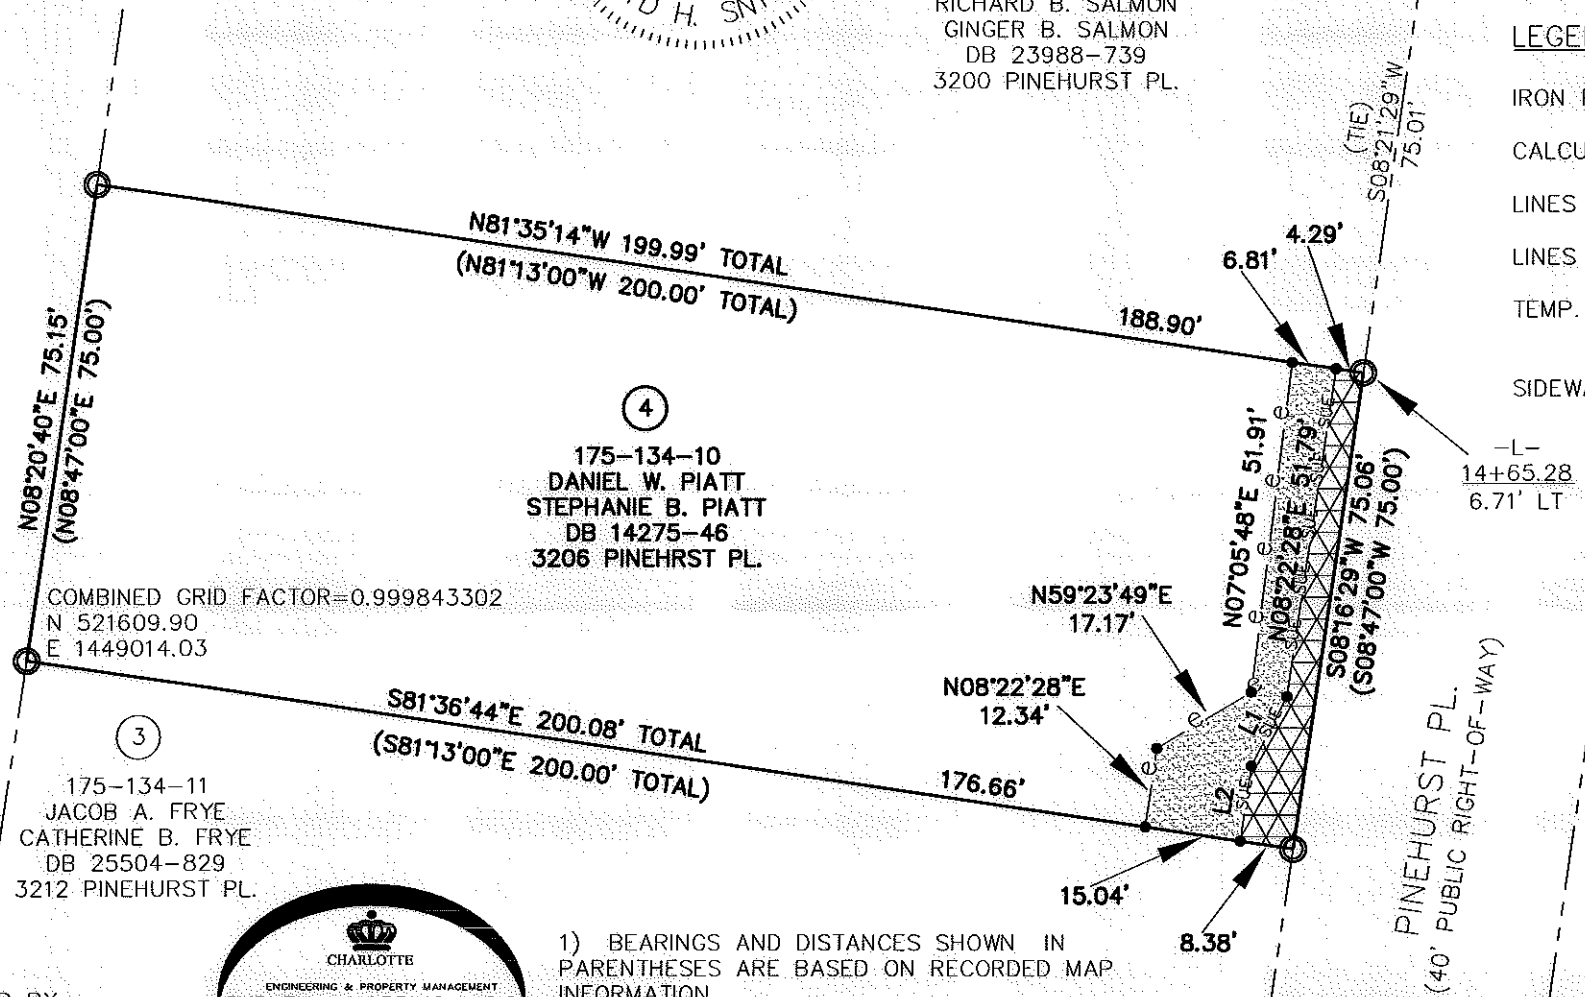 D H. SN
RICHARD B. SALMON
GINGER B. SALMON
DB 23988-739
3200 PINEHURST PL.
(TIE)
S08°21'29"W
75.01'
IRON
LINES
LINES
TEMP.
4.29'
6.81'
N81°35'14"W 199.99' TOTAL
(N81°13'00"W 200.00' TOTAL)
188.90'
N08°20'40"E 75.15'
(N08°47'00"E 75.00')
4
175-134-10
DANIEL W. PIATT
STEPHANIE B. PIATT
DB 14275-46
3206 PINEHRST PL.
N07°05'48"E 51.91'
N08°22'28"E 51.79'
S08°16'29"W 75.06'
(S08°47'00"W 75.00')
-L-
14+65.28
6.71' LT
COMBINED GRID FACTOR=0.999843302
N 521609.90
E 1449014.03
N59°23'49"E
17.17'
N08°22'28"E
12.34'
e
e
e
e
e
e
e
SUE
SUE
SUE
SUE
SUE
SUE
L1
L2
S81°36'44"E 200.08' TOTAL
(S81°13'00"E 200.00' TOTAL)
176.66'
15.04'
8.38'
3
175-134-11
JACOB A. FRYE
CATHERINE B. FRYE
DB 25504-829
3212 PINEHURST PL.
PINEHURST PL.
(40' PUBLIC RIGHT-OF-WAY)
CHARLOTTE
ENGINEERING & PROPERTY MANAGEMENT
1) BEARINGS AND DISTANCES SHOWN IN
PARENTHESES ARE BASED ON RECORDED MAP
INFORMATION